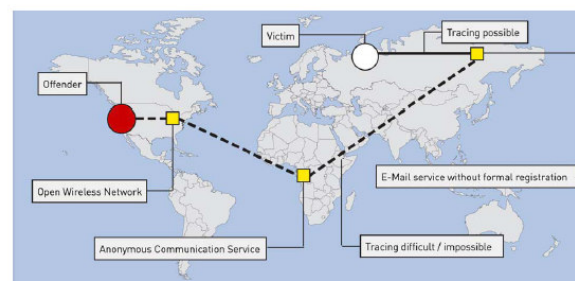 Victim
Tracing possible
Offender
E-Mail service without formal registration
Open Wireless Network
Anonymous Communication Service
Tracing difficult / impossible